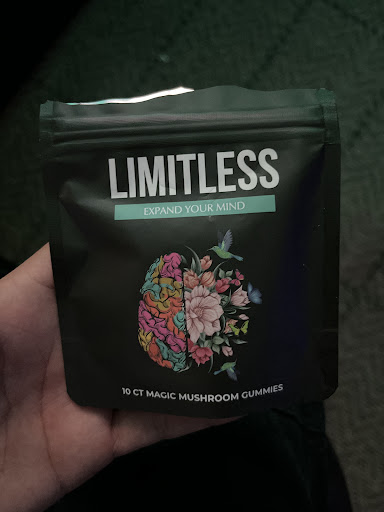 LIMITLESS
EXPAND YOUR MIND
10 CT MAGIC MUSHROOM GUMMIES